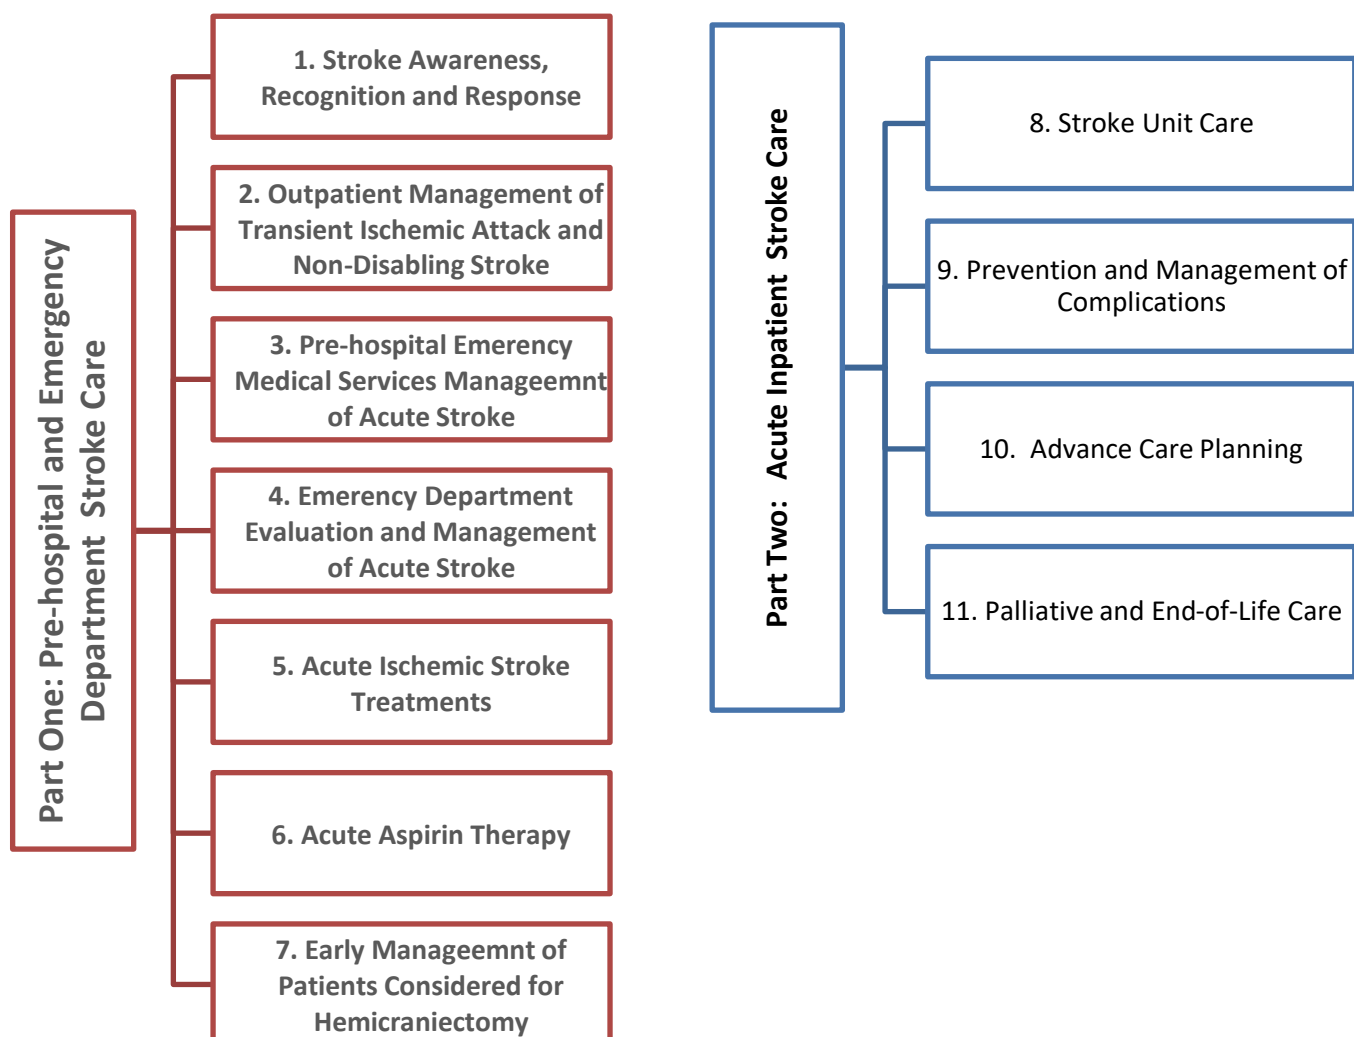 Part One: Pre-hospital and Emergency
Department Stroke Care
1. Stroke Awareness,
Recognition and Response
2. Outpatient Management of
Transient Ischemic Attack and
Non-Disabling Stroke
3. Pre-hospital Emerency
Medical Services Manageemnt
of Acute Stroke
4. Emerency Department
Evaluation and Management
of Acute Stroke
5. Acute Ischemic Stroke
Treatments
6. Acute Aspirin Therapy
7. Early Manageemnt of
Patients Considered for
Hemicraniectomy
Part Two: Acute Inpatient Stroke Care
8. Stroke Unit Care
9. Prevention and Management of
Complications
10. Advance Care Planning
11. Palliative and End-of-Life Care